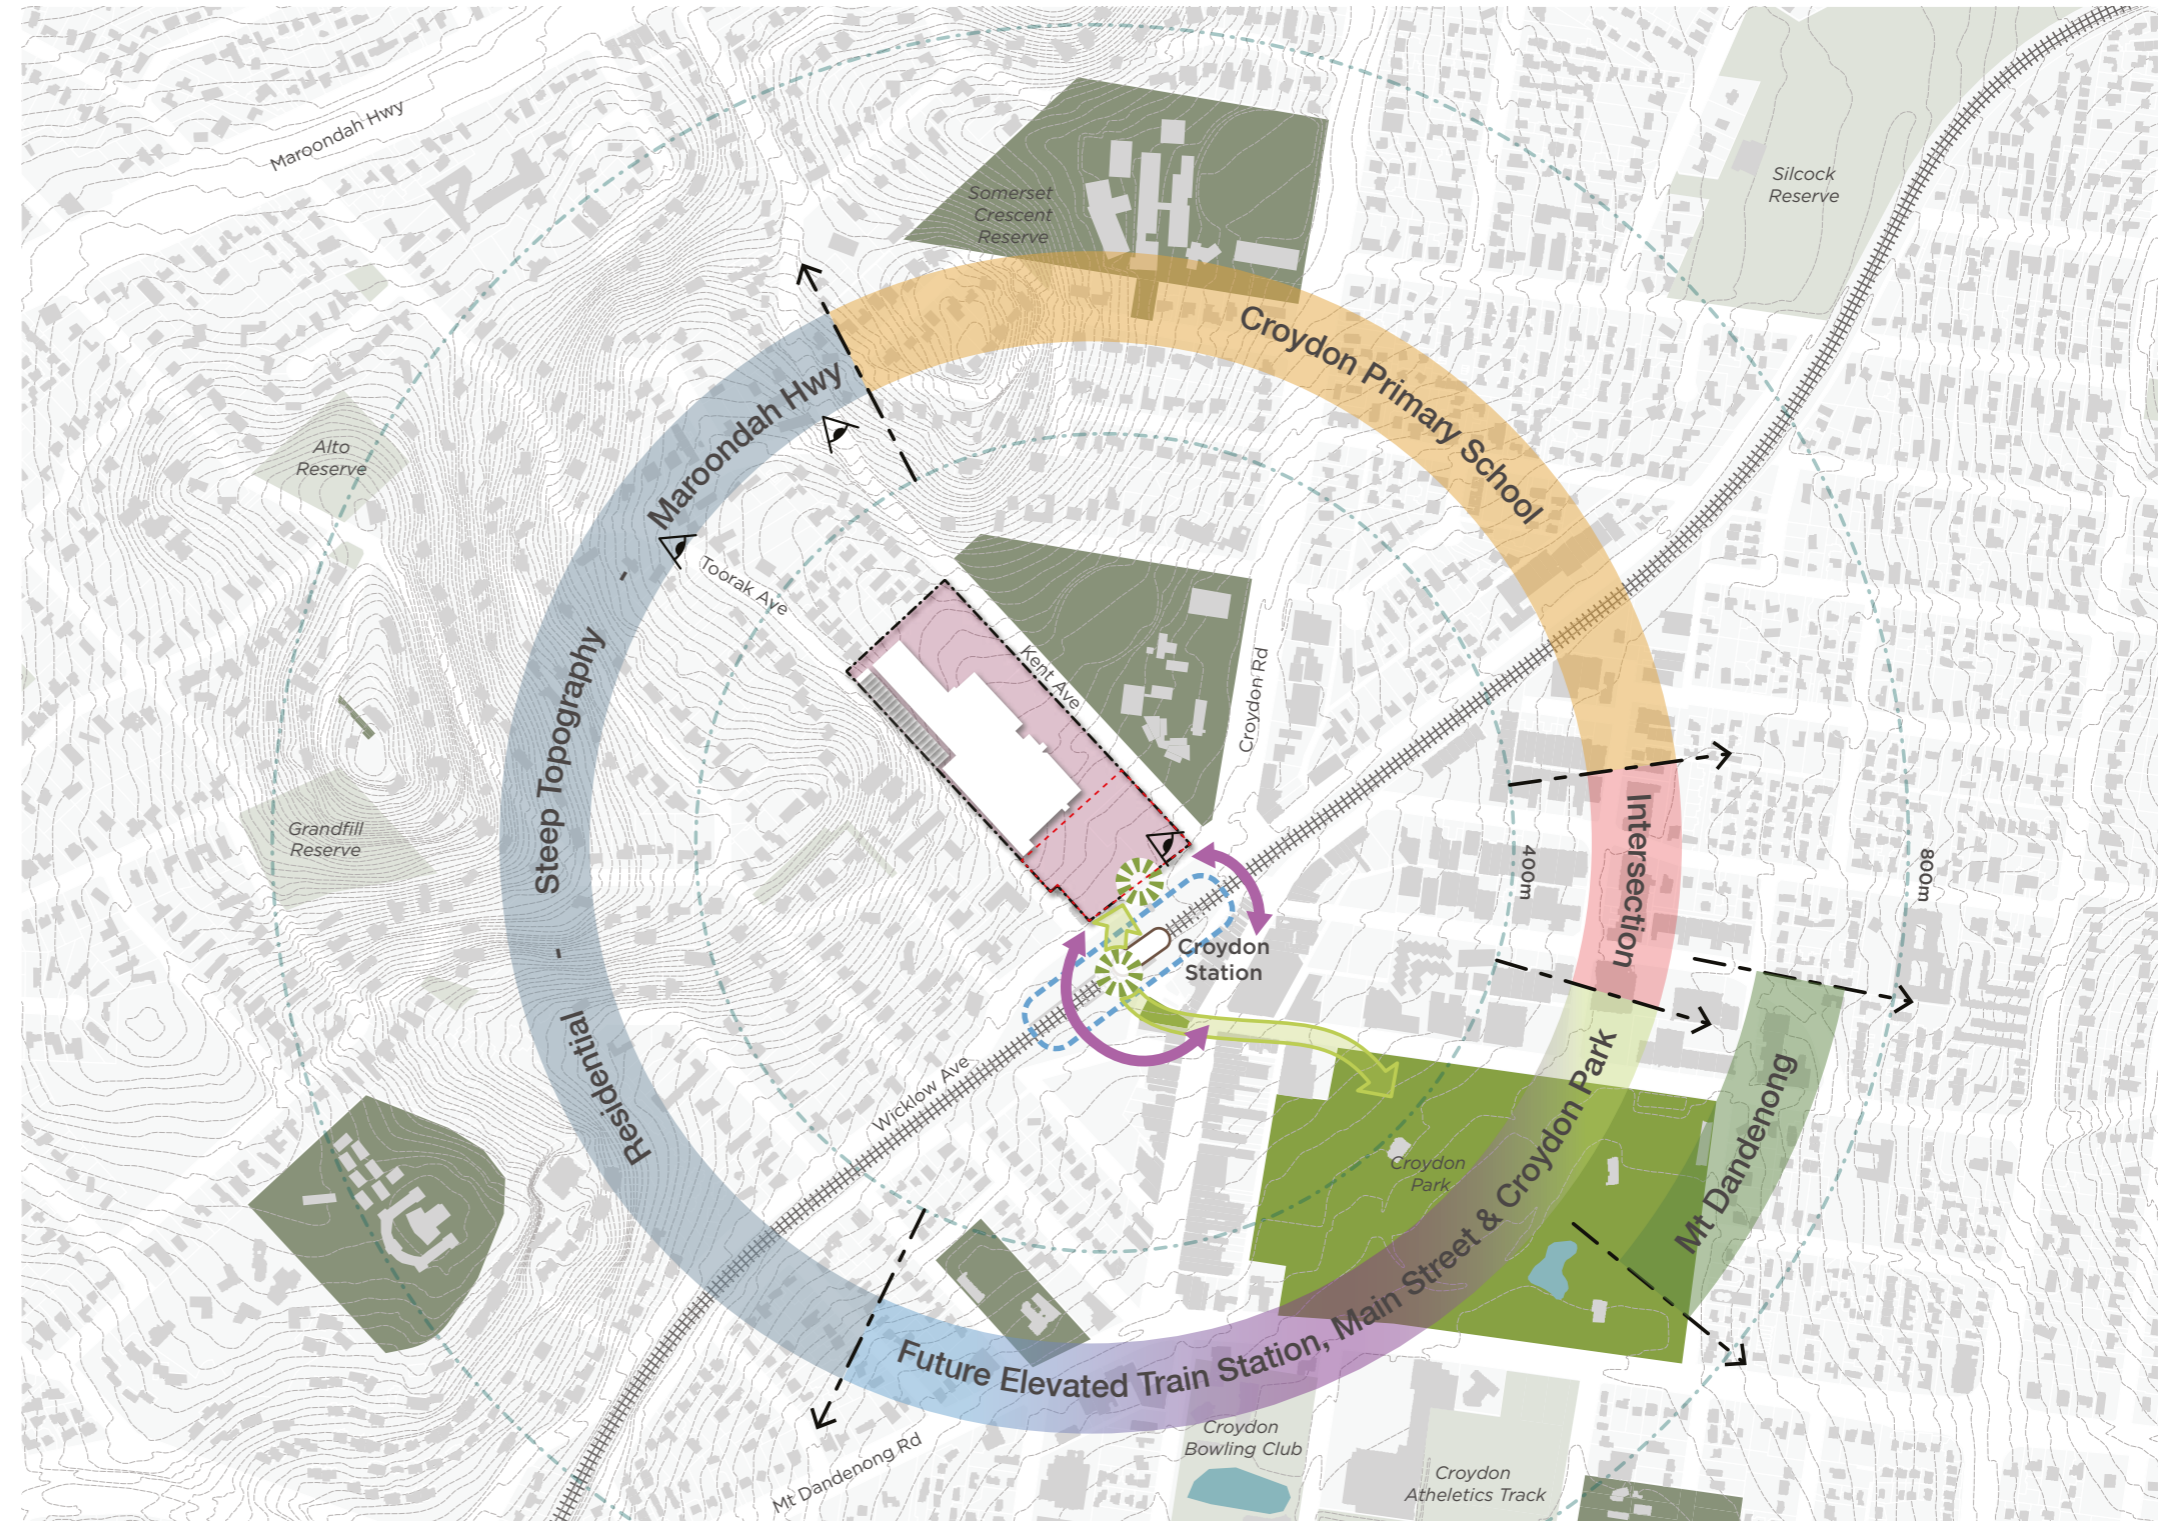 Maroondah Hwy
Somerset
Crescent
Reserve
Silcock
Reserve
Croydon Primary School
Maroondah Hwy
-
Steep Topography
-
Residential
Alto
Reserve
Toorak Ave
Kent Ave
Croydon Rd
Grandfill
Reserve
Intersection
400m
800m
Croydon
Station
Wicklow Ave
Croydon
Park
Mt Dandenong
Future Elevated Train Station, Main Street & Croydon Park
Mt Dandenong Rd
Croydon
Bowling Club
Croydon
Atheletics Track